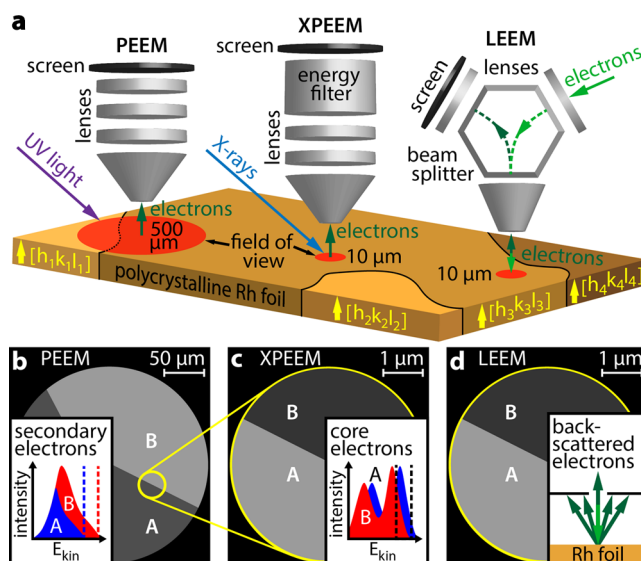 a
PEEM
XPEEM
LEEM
screen
lenses
UV light
electrons
500
μm
energy
filter
screen
lenses
X-rays
electrons
10 μm
field of
view
lenses
electrons
screen
beam
splitter
electrons
10 μm
polycrystalline Rh foil
[h₁k₁l₁]
[h₂k₂l₂]
[h₃k₃l₃]
[h₄k₄l₄]
b PEEM 50 μm
B
A
secondary
electrons
intensity
A
B
Eₖᵢₙ
c XPEEM 1 μm
B
A
core
electrons
intensity
A
B
Eₖᵢₙ
d LEEM 1 μm
B
A
back-
scattered
electrons
Rh foil